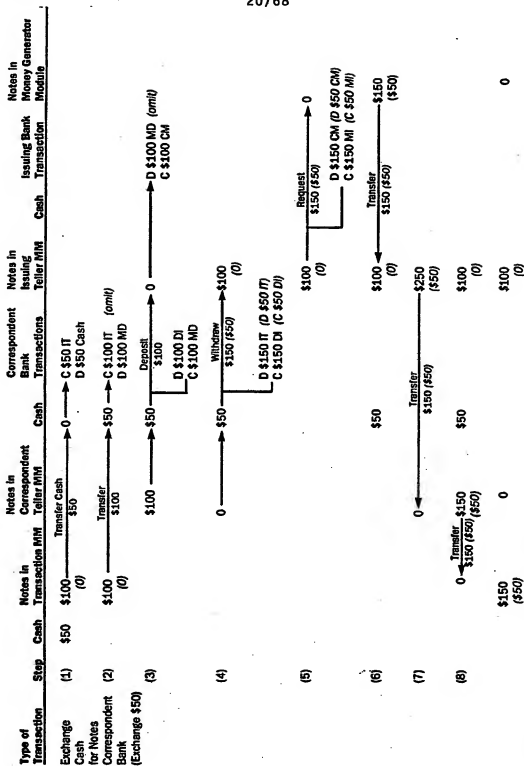 20/68
Type of Transaction Step Cash Notes in Transaction MM Notes in Correspondent Teller MM Cash Correspondent Bank Transactions Notes in Issuing Teller MM Cash Issuing Bank Transaction Notes in Money Generator Module
Exchange Cash for Notes Correspondent Bank (Exchange $50)
(1) $50 $100 (0) Transfer Cash $50 0 C $50 IT
D $50 Cash
(2) $100 (0) Transfer $100 $50 C $100 IT (omit)
D $100 MD
(3) $100 $50 Deposit $100 0 D $100 MD (omit)
D $100 DI C $100 CM
C $100 MD
(4) 0 $50 Withdraw $150 ($50) $100 (0)
D $150 IT (D $50 IT)
C $150 DI (C $50 DI)
(5) $100 (0) Request $150 ($50) 0
D $150 CM (D $50 CM)
C $150 MI (C $50 MI)
(6) $50 $100 (0) Transfer $150 ($50) $150 ($50)
(7) 0 Transfer $150 ($50) $250 ($50)
(8) 0 Transfer $150 ($50) $150 ($50) $50 $100 (0)
$150 ($50) 0 $100 (0) 0